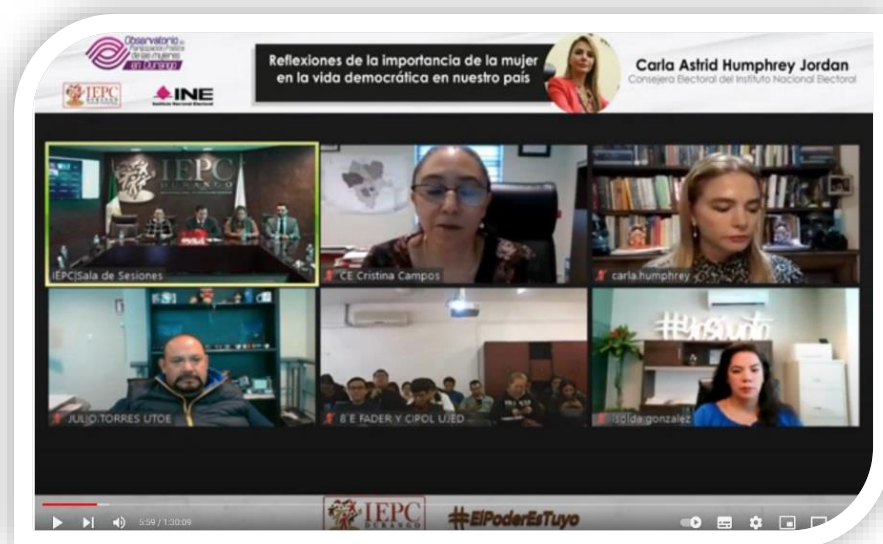 Observatorio de
Participación Política
de las mujeres
en Durango
IEPC
DURANGO
INE
Instituto Nacional Electoral
Reflexiones de la importancia de la mujer
en la vida democrática en nuestro país
Carla Astrid Humphrey Jordan
Consejera Electoral del Instituto Nacional Electoral
IEPC
DURANGO
IEPC|Sala de Sesiones
CE Cristina Campos
carla.humphrey
JULIO.TORRES UTOE
8 E FADER Y CIPOL UJED
#YoSiVoto
isolda.gonzalez
IEPC
DURANGO
#ElPoderEsTuyo
5:59 / 1:30:09